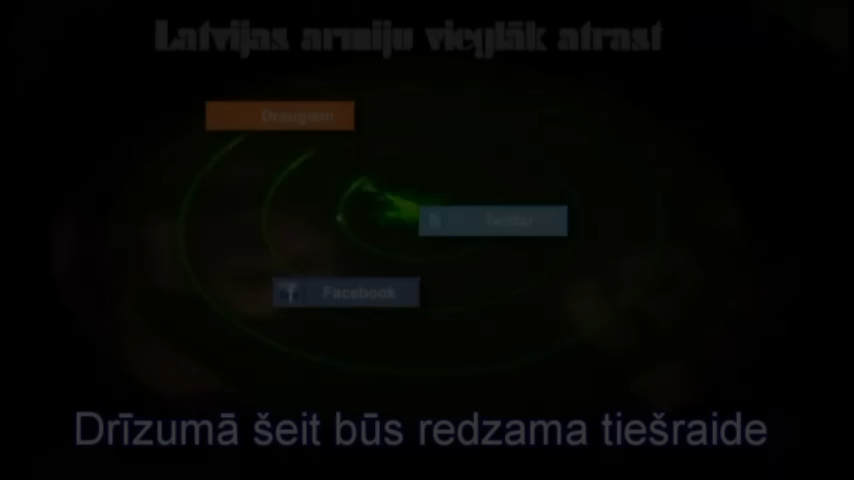 Latvijas armiju vieglāk atrast
Draugiem
Twitter
Facebook
Drīzumā šeit būs redzama tiešraide